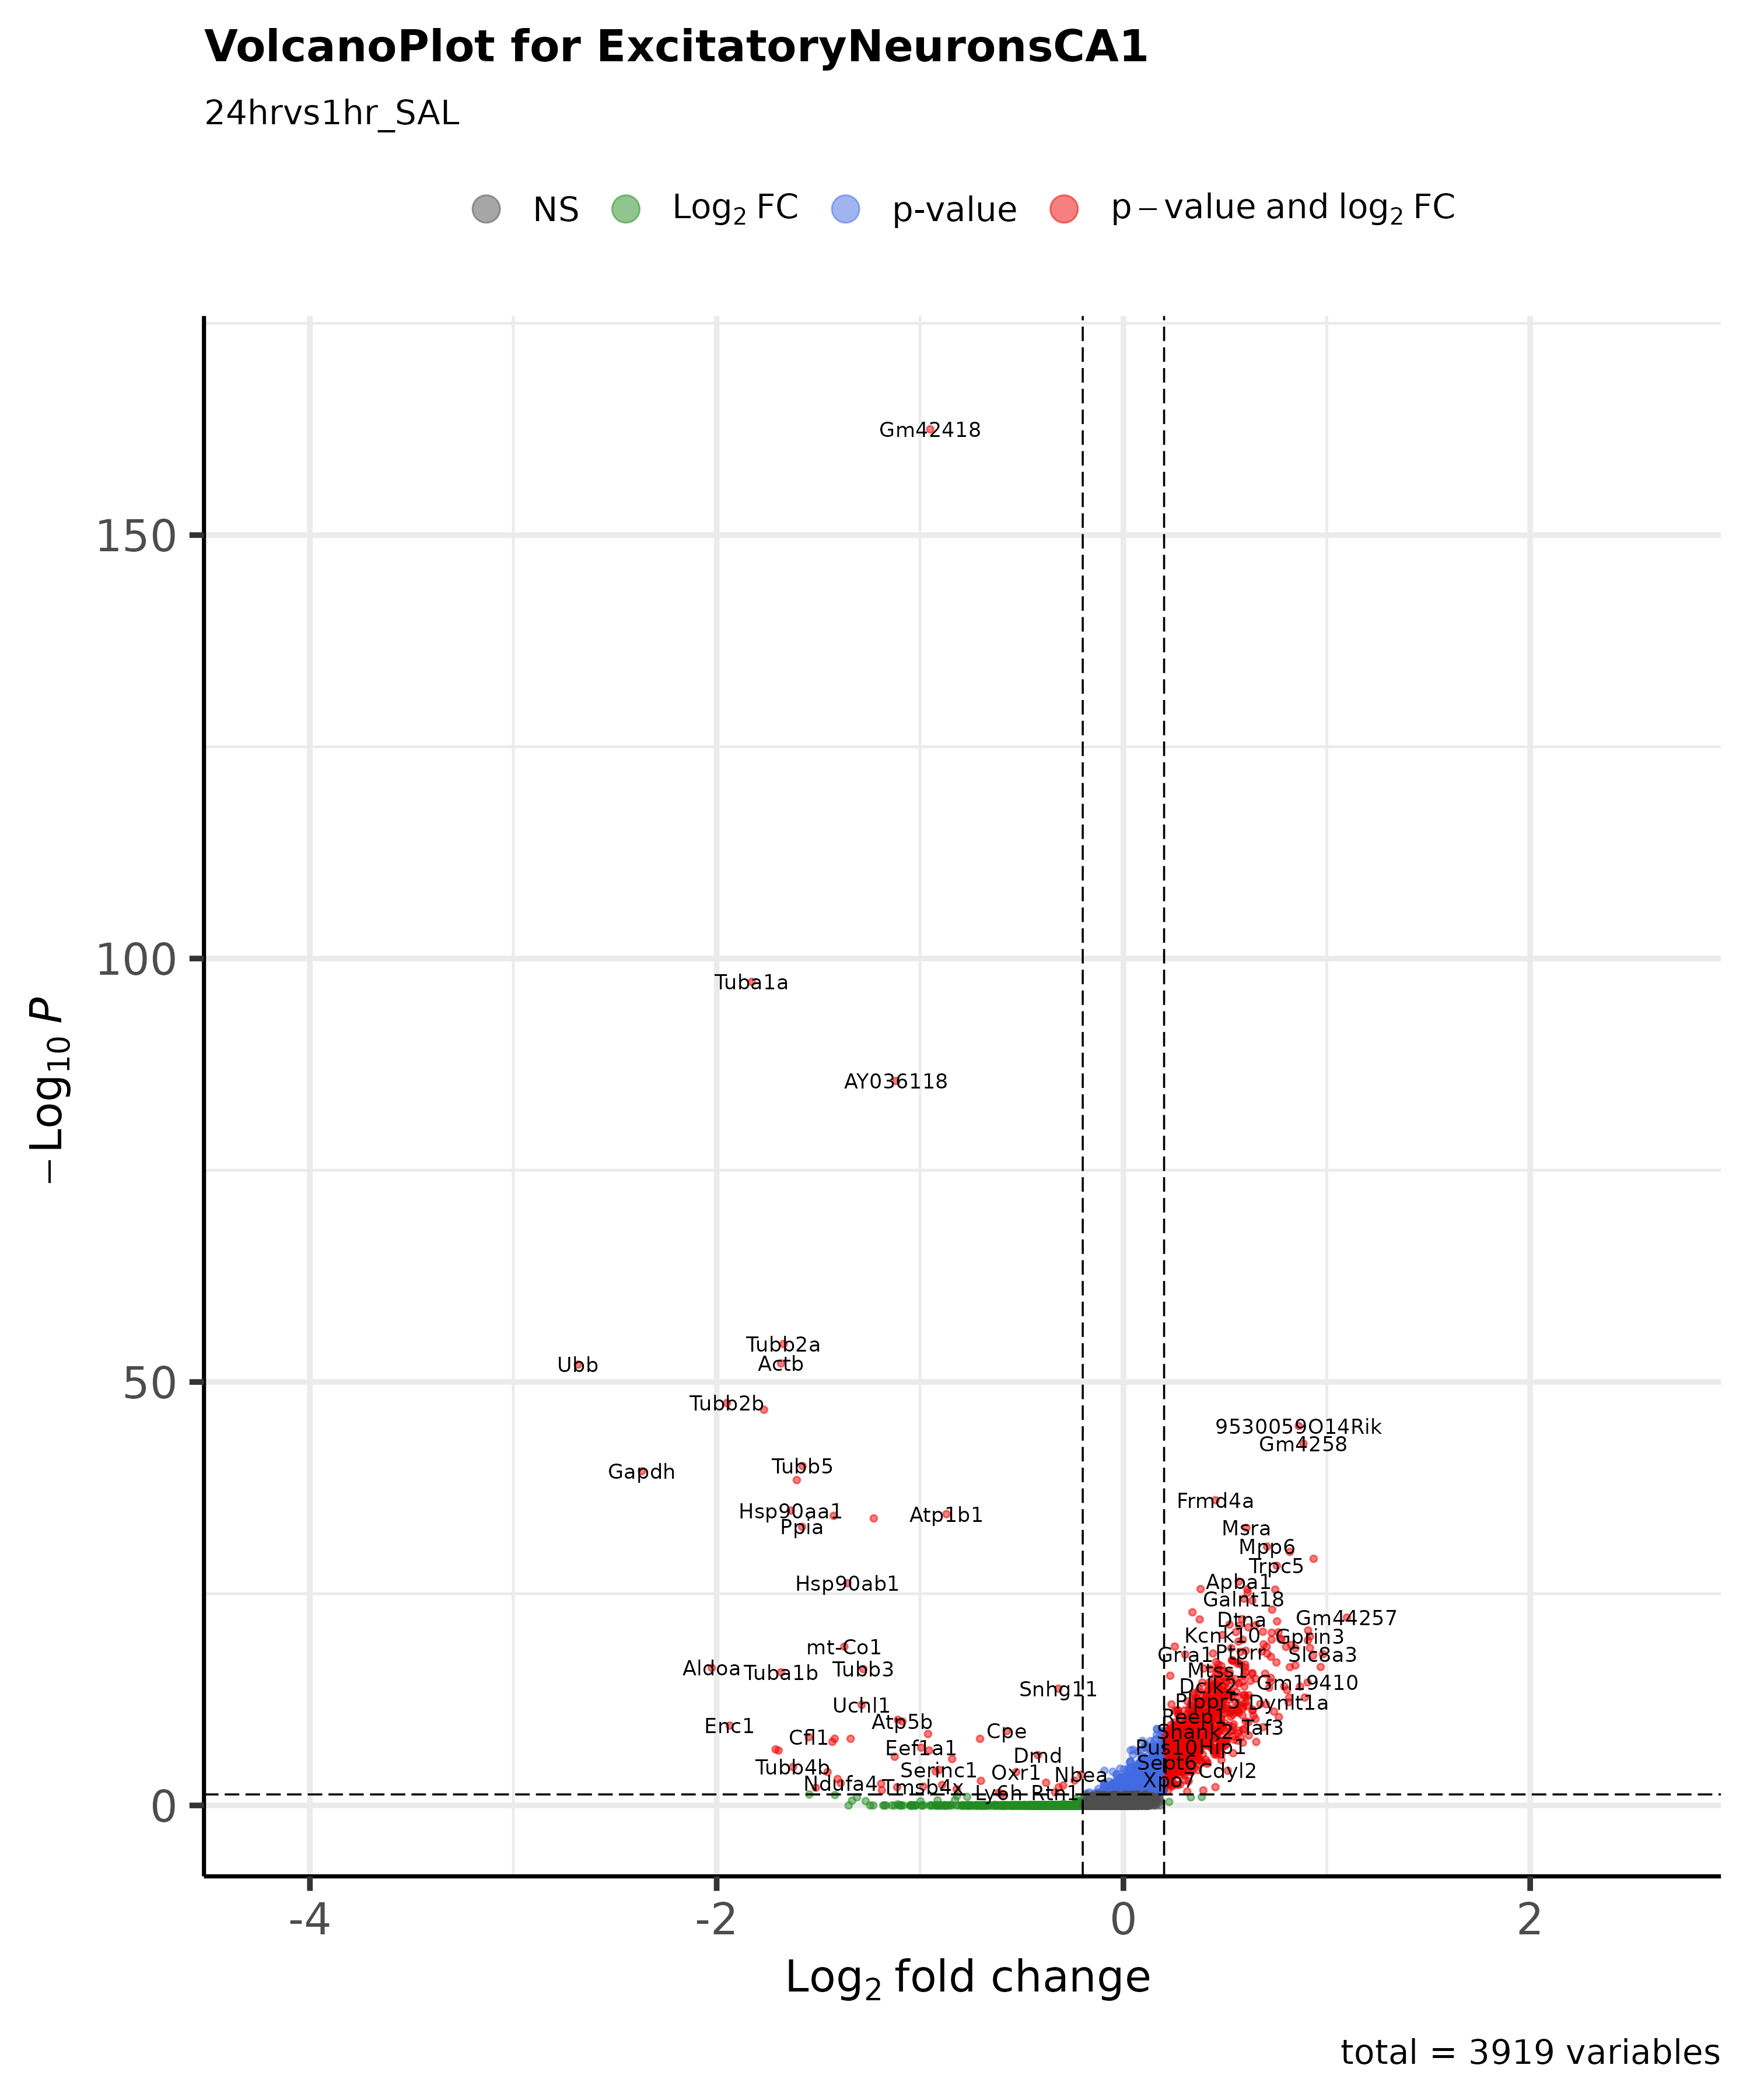 VolcanoPlot for ExcitatoryNeuronsCA1
24hrvs1hr_SAL
NS Log2 FC p-value p−value and log2 FC
−Log10 P
150
100
50
0
Gm42418
Tuba1a
AY036118
Tubb2a
Ubb
Actb
Tubb2b
9530059O14Rik
Gm4258
Tubb5
Gapdh
Frmd4a
Hsp90aa1
Atp1b1
Ppia
Msra
Mpp6
Trpc5
Hsp90ab1
Apba1
Galnt18
Dtna
Gm44257
Kcnk10
Gprin3
mt-Co1
Gria1
Ptprr
Slc8a3
Aldoa
Tuba1b
Tubb3
Mtss1
Gm19410
Snhg11
Dclk2
Uchl1
Plppr5
Dynlt1a
Atp5b
Reep1
Enc1
Cpe
Shank2
Taf3
Cfl1
Eef1a1
Pus10
Hip1
Dmd
Sept6
Tubb4b
Serinc1
Oxr1
Nbea
Cdyl2
Ndufa4
Tmsb4x
Xpo7
Ly6h
Rtn1
-4 -2 0 2
Log2 fold change
total = 3919 variables